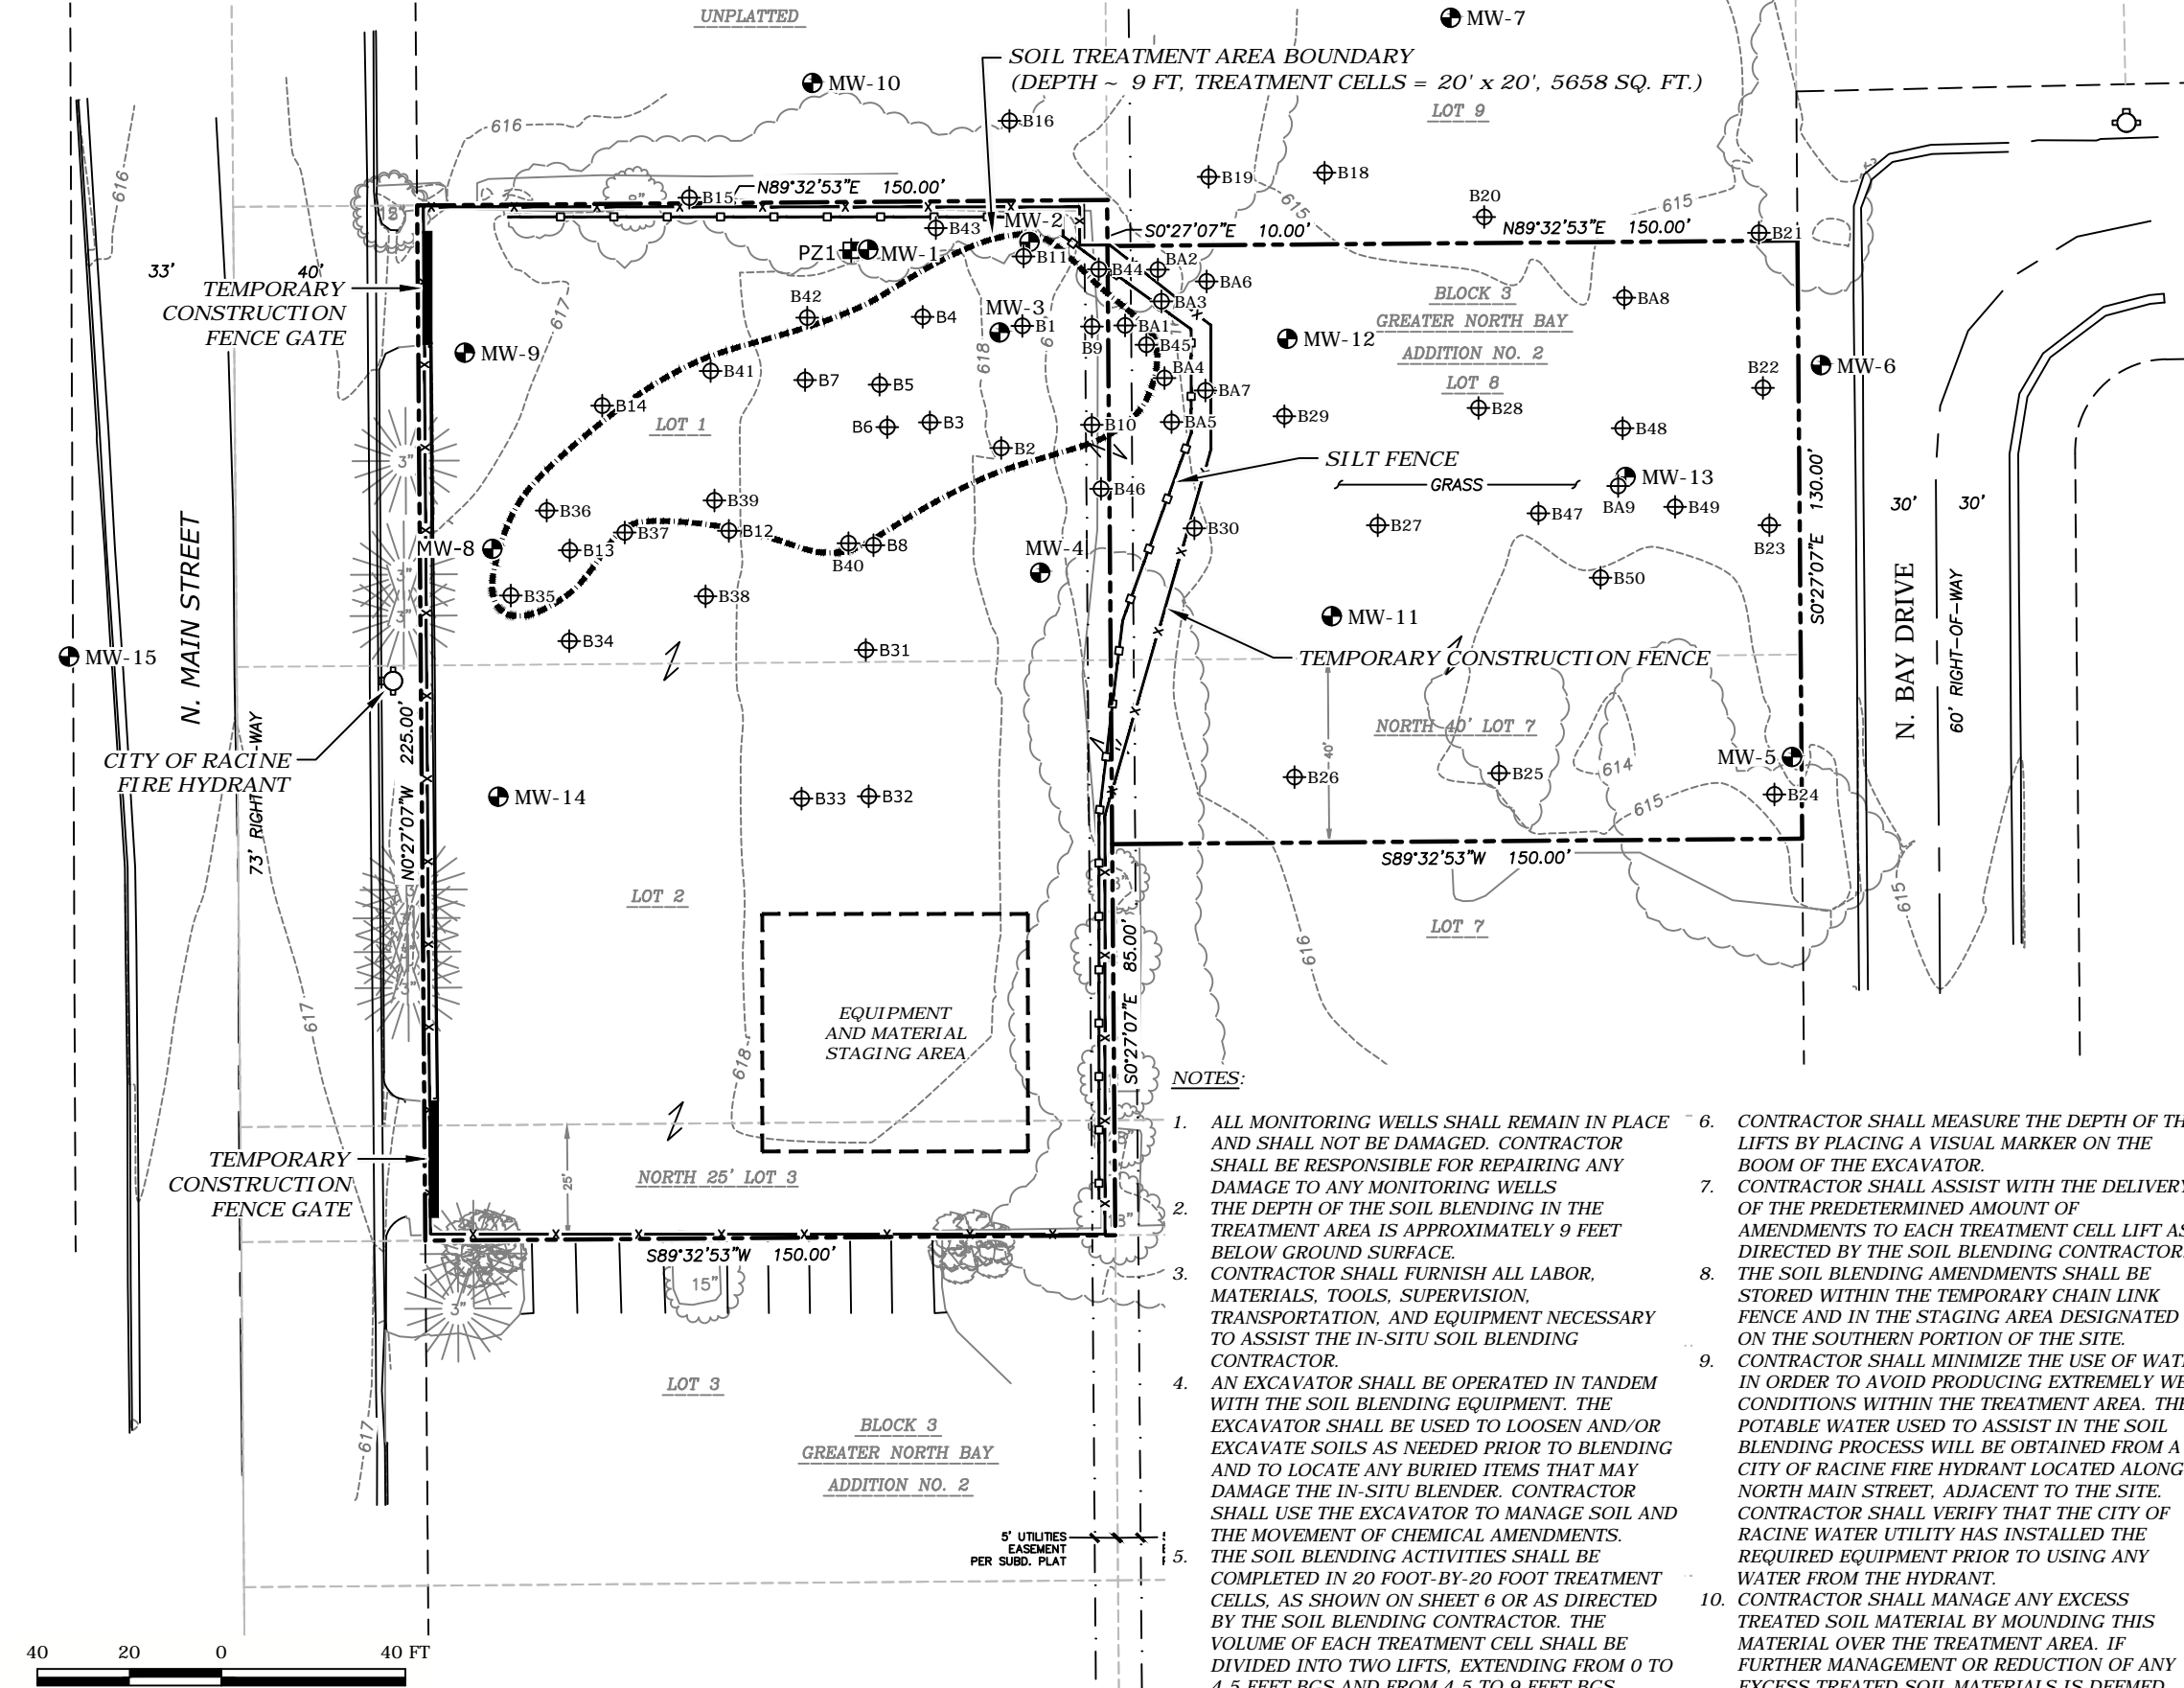 UNPLATTED
MW-7
SOIL TREATMENT AREA BOUNDARY
(DEPTH ~ 9 FT, TREATMENT CELLS = 20' x 20', 5658 SQ. FT.)
MW-10
LOT 9
616
B16
616
B19
B18
B20
615
615
B15
N89°32'53"E 150.00'
MW-2
B43
S0°27'07"E 10.00'
N89°32'53"E 150.00'
B21
PZ1
MW-1
B11
B44
BA2
BA6
33'
40'
TEMPORARY
CONSTRUCTION
FENCE GATE
617
B42
B4
MW-3
B1
BA3
BLOCK 3
BA8
GREATER NORTH BAY
ADDITION NO. 2
LOT 8
B9
BA1
B45
MW-12
MW-9
618
B41
B7
B5
BA4
BA7
B22
MW-6
B14
LOT 1
B6
B3
B10
BA5
B29
B28
B48
3"
B2
SILT FENCE
GRASS
MW-13
BA9
B49
B46
B39
B36
B37
B12
B30
B27
B47
B23
30'
30'
S0°27'07"E 130.00'
MW-8
B13
B40
B8
MW-4
B35
B38
B50
3"
3"
MW-11
N. MAIN STREET
N. BAY DRIVE
60' RIGHT-OF-WAY
B34
B31
MW-15
TEMPORARY CONSTRUCTION FENCE
CITY OF RACINE
FIRE HYDRANT
N0°27'07"W 225.00'
NORTH 40' LOT 7
40'
614
MW-5
B26
B25
B24
615
MW-14
B33
B32
S89°32'53"W 150.00'
LOT 2
LOT 7
615
616
S0°27'07"E 85.00'
617
618
3"
EQUIPMENT
AND MATERIAL
STAGING AREA
TEMPORARY
CONSTRUCTION
FENCE GATE
NORTH 25' LOT 3
25'
S89°32'53"W 150.00'
15"
3"
LOT 3
617
BLOCK 3
GREATER NORTH BAY
ADDITION NO. 2
5' UTILITIES
EASEMENT
PER SUBD. PLAT
40 20 0 40 FT
NOTES:
1. ALL MONITORING WELLS SHALL REMAIN IN PLACE
AND SHALL NOT BE DAMAGED. CONTRACTOR
SHALL BE RESPONSIBLE FOR REPAIRING ANY
DAMAGE TO ANY MONITORING WELLS
2. THE DEPTH OF THE SOIL BLENDING IN THE
TREATMENT AREA IS APPROXIMATELY 9 FEET
BELOW GROUND SURFACE.
3. CONTRACTOR SHALL FURNISH ALL LABOR,
MATERIALS, TOOLS, SUPERVISION,
TRANSPORTATION, AND EQUIPMENT NECESSARY
TO ASSIST THE IN-SITU SOIL BLENDING
CONTRACTOR.
4. AN EXCAVATOR SHALL BE OPERATED IN TANDEM
WITH THE SOIL BLENDING EQUIPMENT. THE
EXCAVATOR SHALL BE USED TO LOOSEN AND/OR
EXCAVATE SOILS AS NEEDED PRIOR TO BLENDING
AND TO LOCATE ANY BURIED ITEMS THAT MAY
DAMAGE THE IN-SITU BLENDER. CONTRACTOR
SHALL USE THE EXCAVATOR TO MANAGE SOIL AND
THE MOVEMENT OF CHEMICAL AMENDMENTS.
5. THE SOIL BLENDING ACTIVITIES SHALL BE
COMPLETED IN 20 FOOT-BY-20 FOOT TREATMENT
CELLS, AS SHOWN ON SHEET 6 OR AS DIRECTED
BY THE SOIL BLENDING CONTRACTOR. THE
VOLUME OF EACH TREATMENT CELL SHALL BE
DIVIDED INTO TWO LIFTS, EXTENDING FROM 0 TO
4.5 FEET BGS AND FROM 4.5 TO 9 FEET BGS
6. CONTRACTOR SHALL MEASURE THE DEPTH OF TH
LIFTS BY PLACING A VISUAL MARKER ON THE
BOOM OF THE EXCAVATOR.
7. CONTRACTOR SHALL ASSIST WITH THE DELIVERY
OF THE PREDETERMINED AMOUNT OF
AMENDMENTS TO EACH TREATMENT CELL LIFT AS
DIRECTED BY THE SOIL BLENDING CONTRACTOR.
8. THE SOIL BLENDING AMENDMENTS SHALL BE
STORED WITHIN THE TEMPORARY CHAIN LINK
FENCE AND IN THE STAGING AREA DESIGNATED
ON THE SOUTHERN PORTION OF THE SITE.
9. CONTRACTOR SHALL MINIMIZE THE USE OF WAT
IN ORDER TO AVOID PRODUCING EXTREMELY WE
CONDITIONS WITHIN THE TREATMENT AREA. THE
POTABLE WATER USED TO ASSIST IN THE SOIL
BLENDING PROCESS WILL BE OBTAINED FROM A
CITY OF RACINE FIRE HYDRANT LOCATED ALONG
NORTH MAIN STREET, ADJACENT TO THE SITE.
CONTRACTOR SHALL VERIFY THAT THE CITY OF
RACINE WATER UTILITY HAS INSTALLED THE
REQUIRED EQUIPMENT PRIOR TO USING ANY
WATER FROM THE HYDRANT.
10. CONTRACTOR SHALL MANAGE ANY EXCESS
TREATED SOIL MATERIAL BY MOUNDING THIS
MATERIAL OVER THE TREATMENT AREA. IF
FURTHER MANAGEMENT OR REDUCTION OF ANY
EXCESS TREATED SOIL MATERIALS IS DEEMED